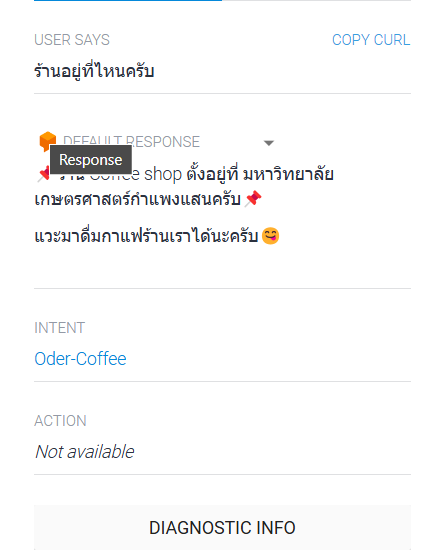 USER SAYS COPY CURL
ร้านอยู่ที่ไหนครับ
DEFAULT RESPONSE
Response
📌 ร้าน Coffee shop ตั้งอยู่ที่ มหาวิทยาลัย
เกษตรศาสตร์กำแพงแสนครับ📌
แวะมาดื่มกาแฟร้านเราได้นะครับ😋
INTENT
Oder-Coffee
ACTION
Not available
DIAGNOSTIC INFO